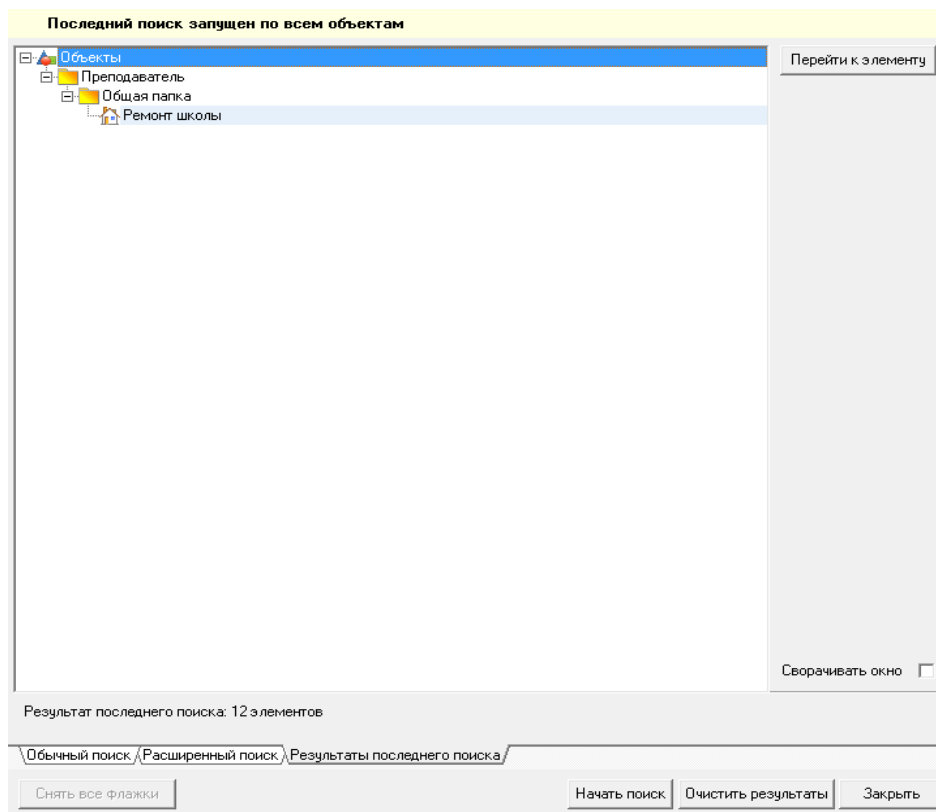 Последний поиск запущен по всем объектам
Объекты
Преподаватель
Общая папка
Ремонт школы
Перейти к элементу
Сворачивать окно
Результат последнего поиска: 12 элементов
Обычный поиск Расширенный поиск Результаты последнего поиска
Снять все флажки Начать поиск Очистить результаты Закрыть